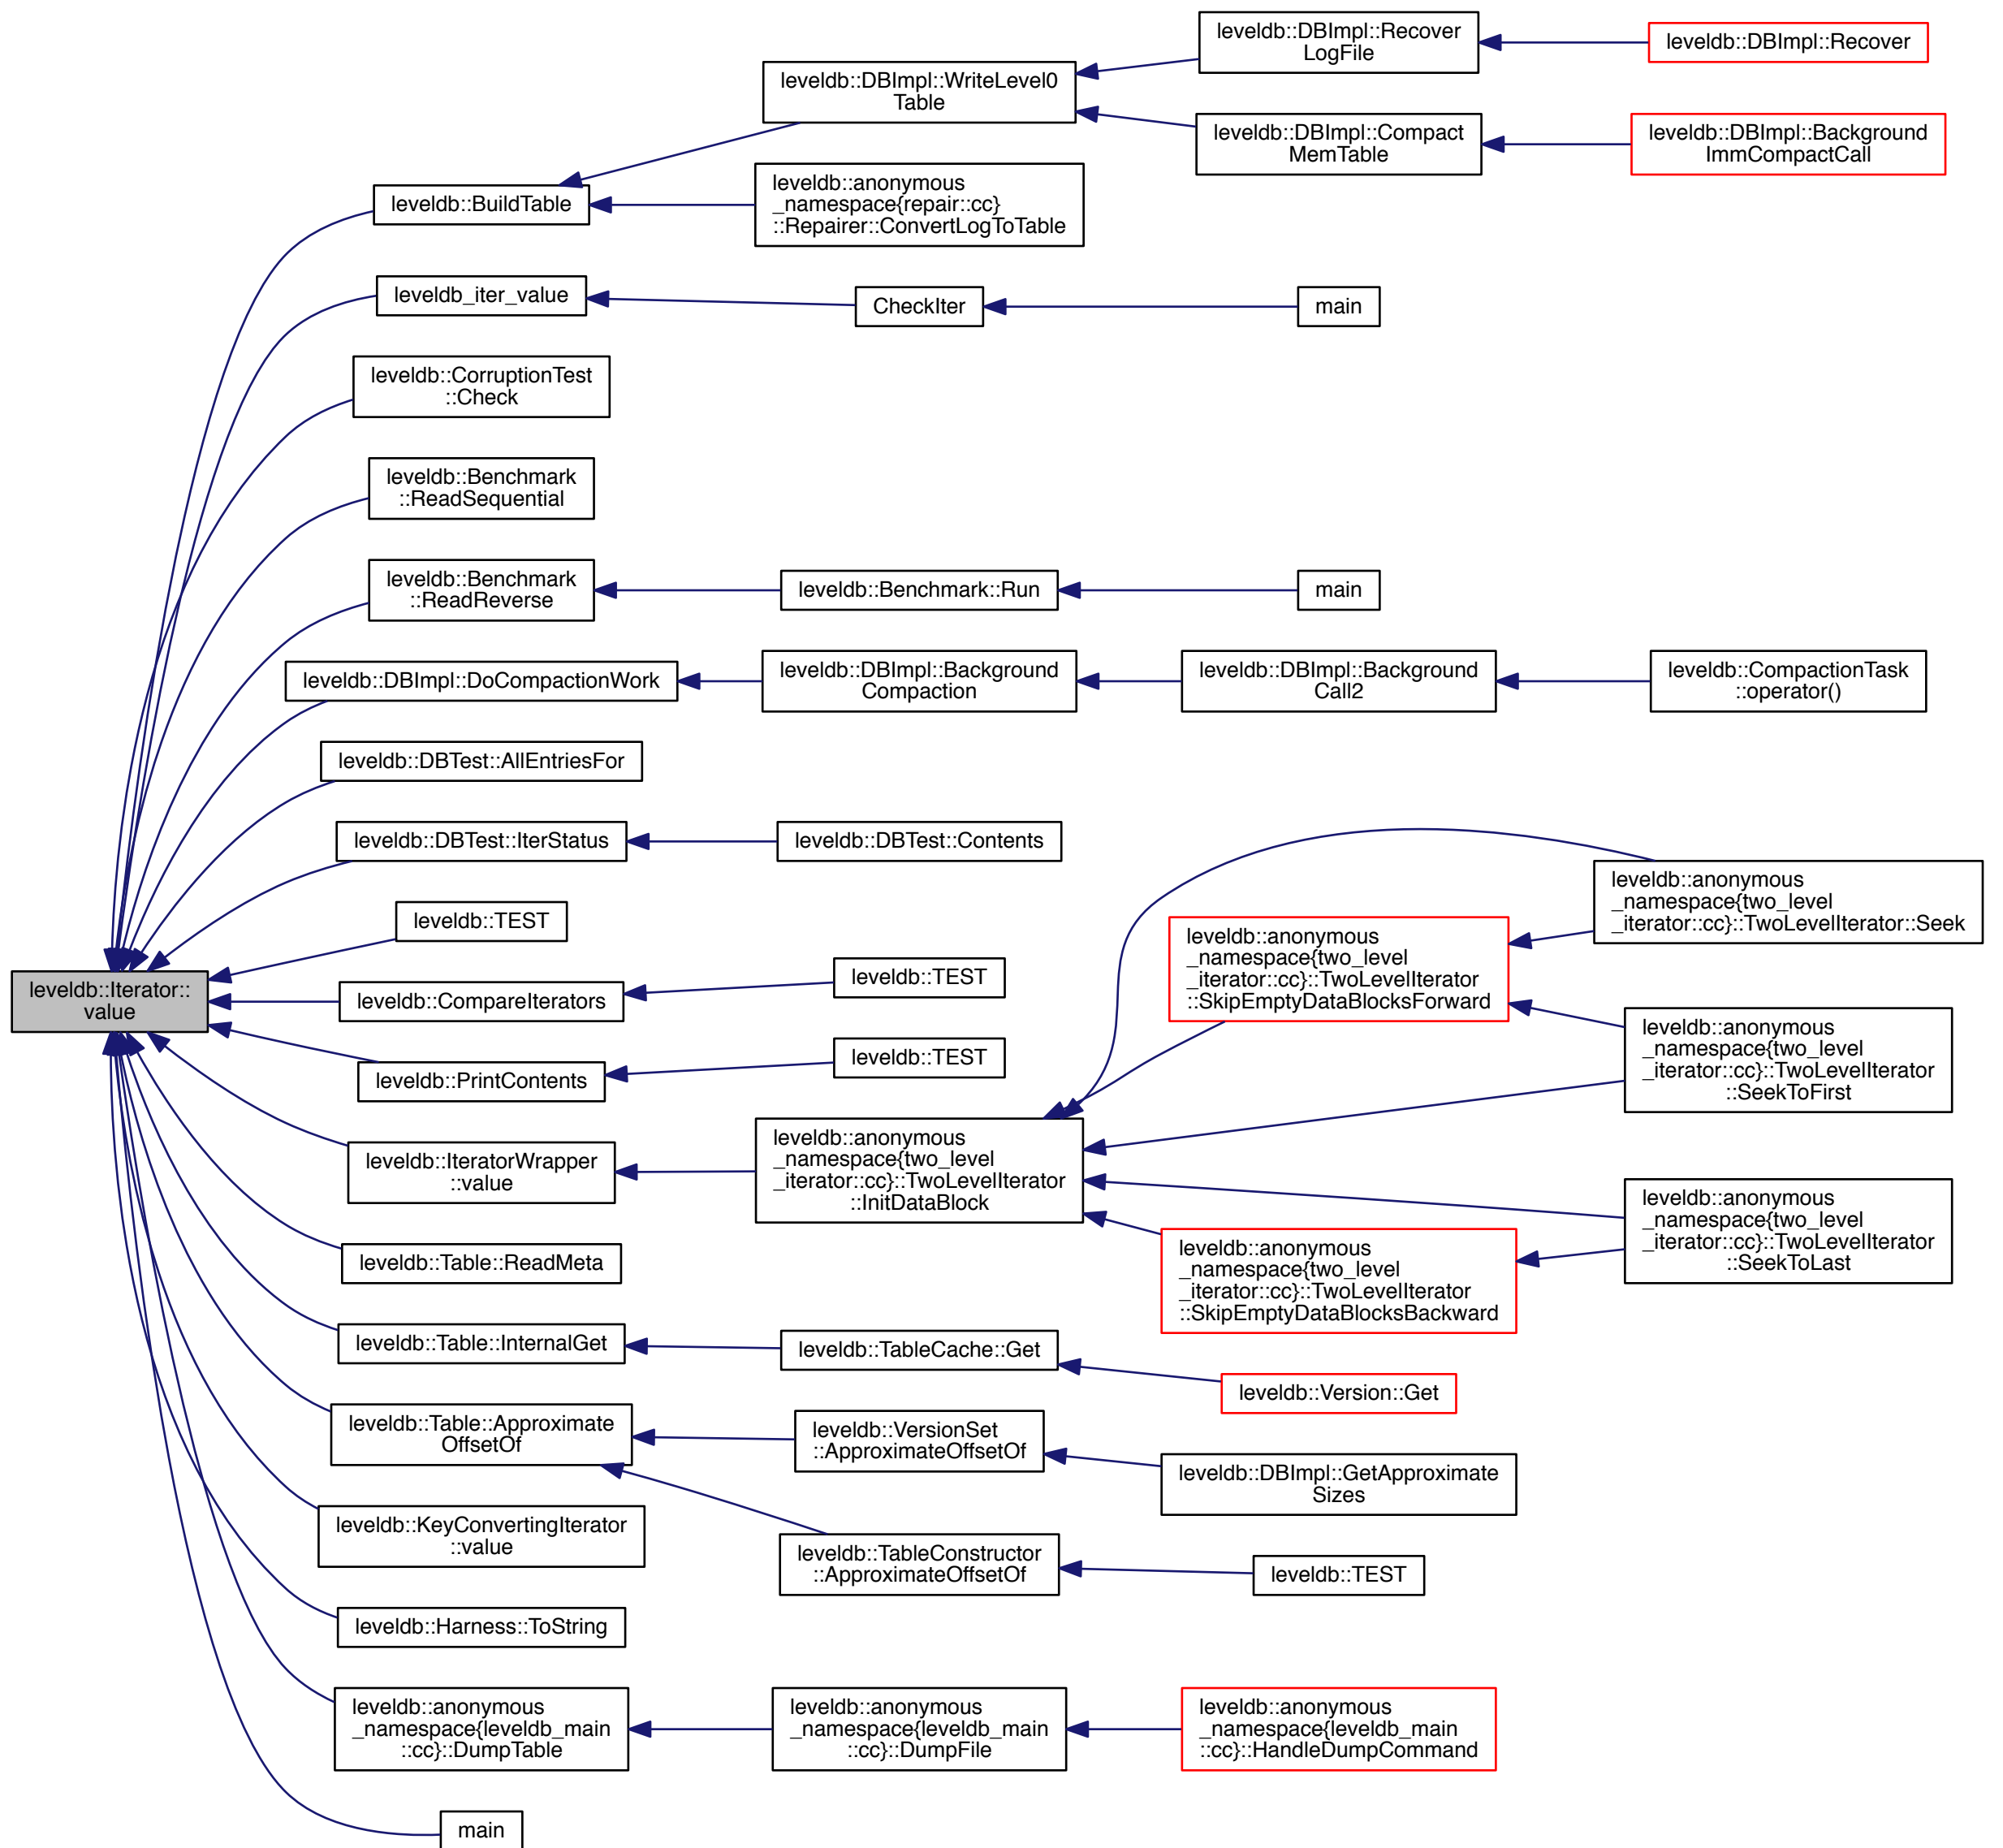 leveldb::DBImpl::Recover
LogFile
leveldb::DBImpl::Recover
leveldb::DBImpl::WriteLevel0
Table
leveldb::DBImpl::Compact
MemTable
leveldb::DBImpl::Background
ImmCompactCall
leveldb::BuildTable
leveldb::anonymous
_namespace{repair::cc}
::Repairer::ConvertLogToTable
leveldb_iter_value
CheckIter
main
leveldb::CorruptionTest
::Check
leveldb::Benchmark
::ReadSequential
leveldb::Benchmark
::ReadReverse
leveldb::Benchmark::Run
main
leveldb::DBImpl::DoCompactionWork
leveldb::DBImpl::Background
Compaction
leveldb::DBImpl::Background
Call2
leveldb::CompactionTask
::operator()
leveldb::DBTest::AllEntriesFor
leveldb::DBTest::IterStatus
leveldb::DBTest::Contents
leveldb::anonymous
_namespace{two_level
_iterator::cc}::TwoLevelIterator::Seek
leveldb::TEST
leveldb::anonymous
_namespace{two_level
_iterator::cc}::TwoLevelIterator
::SkipEmptyDataBlocksForward
leveldb::Iterator::
value
leveldb::CompareIterators
leveldb::TEST
leveldb::anonymous
_namespace{two_level
_iterator::cc}::TwoLevelIterator
::SeekToFirst
leveldb::PrintContents
leveldb::TEST
leveldb::IteratorWrapper
::value
leveldb::anonymous
_namespace{two_level
_iterator::cc}::TwoLevelIterator
::InitDataBlock
leveldb::anonymous
_namespace{two_level
_iterator::cc}::TwoLevelIterator
::SeekToLast
leveldb::anonymous
_namespace{two_level
_iterator::cc}::TwoLevelIterator
::SkipEmptyDataBlocksBackward
leveldb::Table::ReadMeta
leveldb::Table::InternalGet
leveldb::TableCache::Get
leveldb::Version::Get
leveldb::Table::Approximate
OffsetOf
leveldb::VersionSet
::ApproximateOffsetOf
leveldb::DBImpl::GetApproximate
Sizes
leveldb::KeyConvertingIterator
::value
leveldb::TableConstructor
::ApproximateOffsetOf
leveldb::TEST
leveldb::Harness::ToString
leveldb::anonymous
_namespace{leveldb_main
::cc}::DumpTable
leveldb::anonymous
_namespace{leveldb_main
::cc}::DumpFile
leveldb::anonymous
_namespace{leveldb_main
::cc}::HandleDumpCommand
main